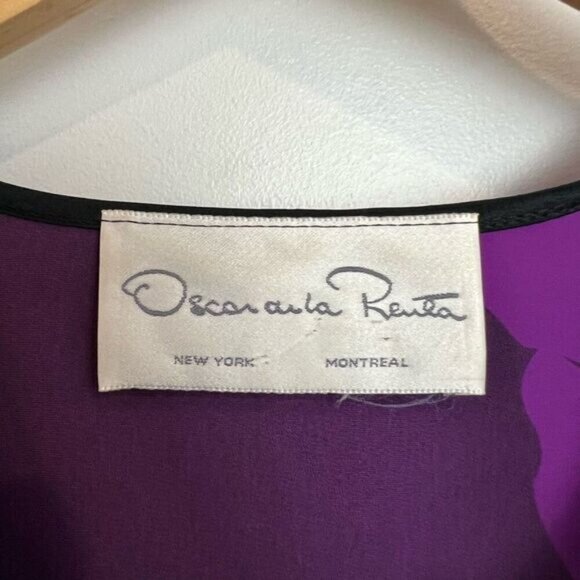 Oscar de la Renta
NEW YORK MONTREAL